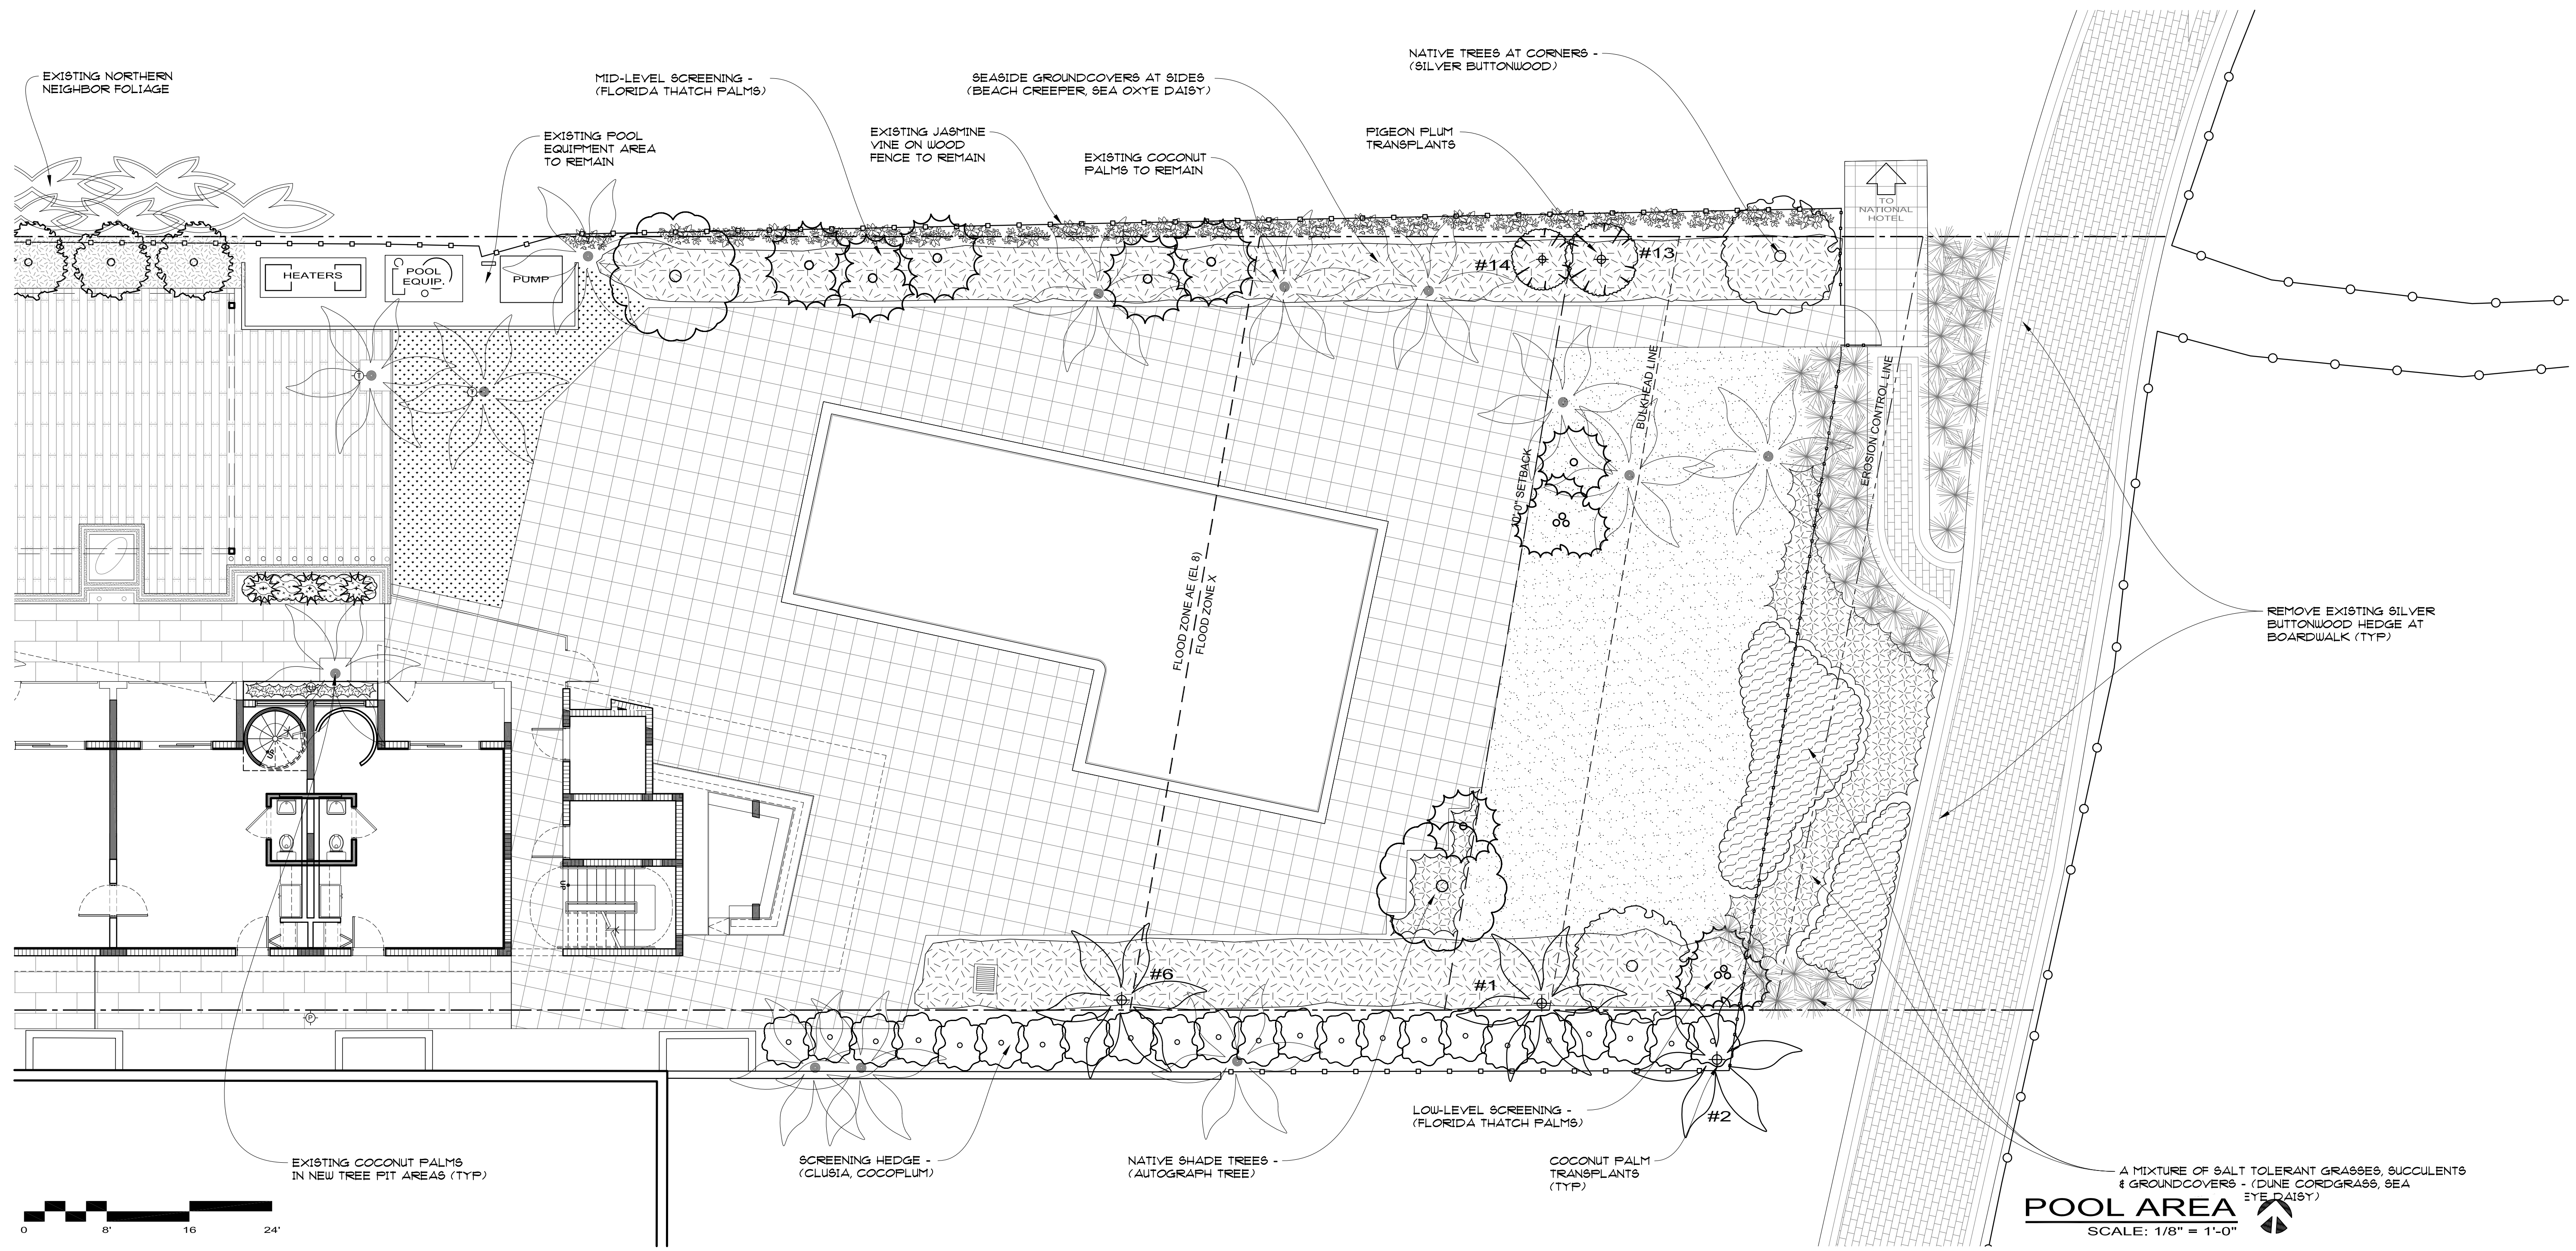 EXISTING NORTHERN
NEIGHBOR FOLIAGE
MID-LEVEL SCREENING -
(FLORIDA THATCH PALMS)
SEASIDE GROUNDCOVERS AT SIDES
(BEACH CREEPER, SEA OXYE DAISY)
NATIVE TREES AT CORNERS -
(SILVER BUTTONWOOD)
EXISTING POOL
EQUIPMENT AREA
TO REMAIN
EXISTING JASMINE
VINE ON WOOD
FENCE TO REMAIN
EXISTING COCONUT
PALMS TO REMAIN
PIGEON PLUM
TRANSPLANTS
TO
NATIONAL
HOTEL
HEATERS
POOL
EQUIP.
PUMP
#14
#13
T
T
10'-0" SETBACK
BULKHEAD LINE
EROSION CONTROL LINE
FLOOD ZONE AE (EL 8)
FLOOD ZONE X
REMOVE EXISTING SILVER
BUTTONWOOD HEDGE AT
BOARDWALK (TYP)
UP
#6
#1
P
#2
LOW-LEVEL SCREENING -
(FLORIDA THATCH PALMS)
EXISTING COCONUT PALMS
IN NEW TREE PIT AREAS (TYP)
SCREENING HEDGE -
(CLUSIA, COCOPLUM)
NATIVE SHADE TREES -
(AUTOGRAPH TREE)
COCONUT PALM
TRANSPLANTS
(TYP)
A MIXTURE OF SALT TOLERANT GRASSES, SUCCULENTS
& GROUNDCOVERS - (DUNE CORDGRASS, SEA
EYE DAISY)
0 8' 16 24'
POOL AREA
SCALE: 1/8" = 1'-0"